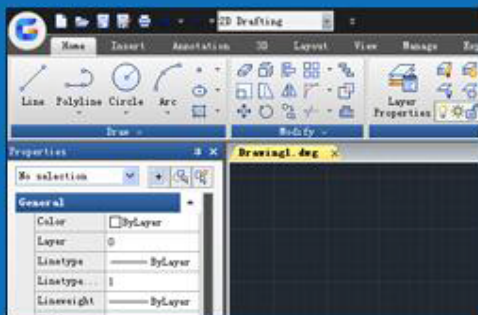 2D Drafting
Home Insert Annotation 3D Layout View Manage
Line Polyline Circle Arc
Layer
Properties
Draw Modify
Properties
Drawing1.dwg
No selection
General
Color ByLayer
Layer 0
Linetype ByLayer
Linetype... 1
Lineweight ByLayer